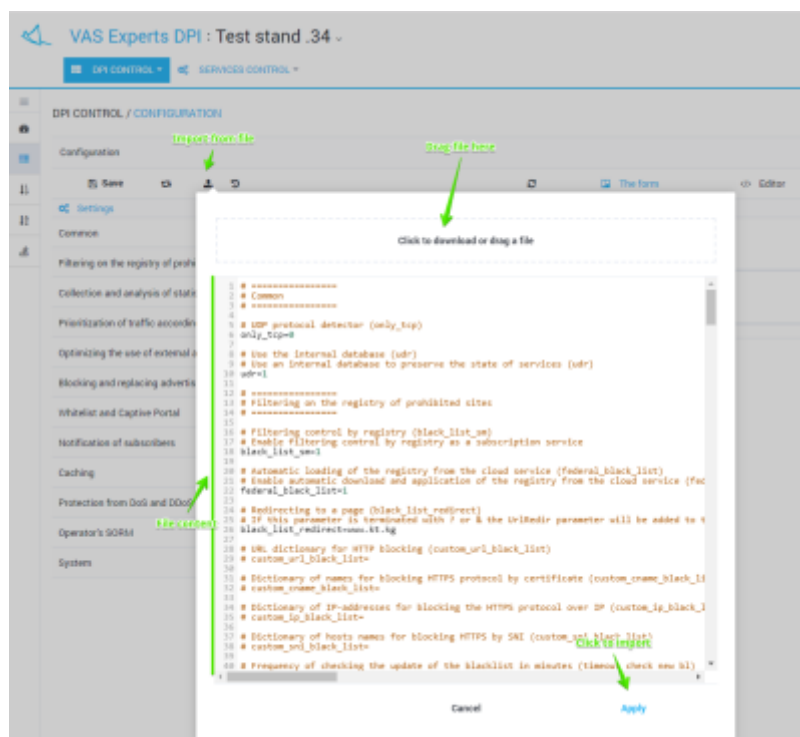 VAS Experts DPI : Test stand .34
DPI CONTROL
SERVICES CONTROL
DPI CONTROL / CONFIGURATION
Import from file
Drag file here
Configuration
Save
The form
</> Editor
Settings
Common
Filtering on the registry of prohi
Collection and analysis of statis
Prioritization of traffic accordin
Optimizing the use of external a
Blocking and replacing advertis
Whitelist and Captive Portal
Notification of subscribers
Caching
Protection from DoS and DDoS
Operator's SORM
System
File content
Click to download or drag a file
1 # =================
2 # Common
3 # =================
4
5 # UDP protocol detector (only_tcp)
6 only_tcp=0
7
8 # Use the internal database (udr)
9 # Use an internal database to preserve the state of services (udr)
10 udr=1
11
12 # =================
13 # Filtering on the registry of prohibited sites
14 # =================
15
16 # Filtering control by registry (black_list_sm)
17 # Enable filtering control by registry as a subscription service
18 black_list_sm=1
19
20 # Automatic loading of the registry from the cloud service (federal_black_list)
21 # Enable automatic download and application of the registry from the cloud service (fed
22 federal_black_list=1
23
24 # Redirecting to a page (black_list_redirect)
25 # If this parameter is terminated with ? or & the UrlRedir parameter will be added to t
26 black_list_redirect=www.kt.kg
27
28 # URL dictionary for HTTP blocking (custom_url_black_list)
29 # custom_url_black_list=
30
31 # Dictionary of names for blocking HTTPS protocol by certificate (custom_cname_black_li
32 # custom_cname_black_list=
33
34 # Dictionary of IP-addresses for blocking the HTTPS protocol over IP (custom_ip_black_l
35 # custom_ip_black_list=
36
37 # Dictionary of hosts names for blocking HTTPS by SNI (custom_sni_black_list)
38 # custom_sni_black_list=
39
40 # Frequency of checking the update of the blacklist in minutes (timeout_check_new_bl)
Click to import
Cancel
Apply